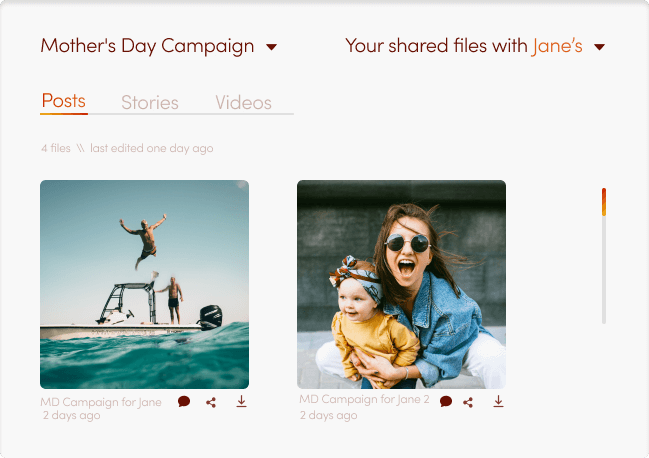 Mother's Day Campaign
Your shared files with Jane's
Posts Stories Videos
4 files \\ last edited one day ago
MD Campaign for Jane
2 days ago
MD Campaign for Jane 2
2 days ago